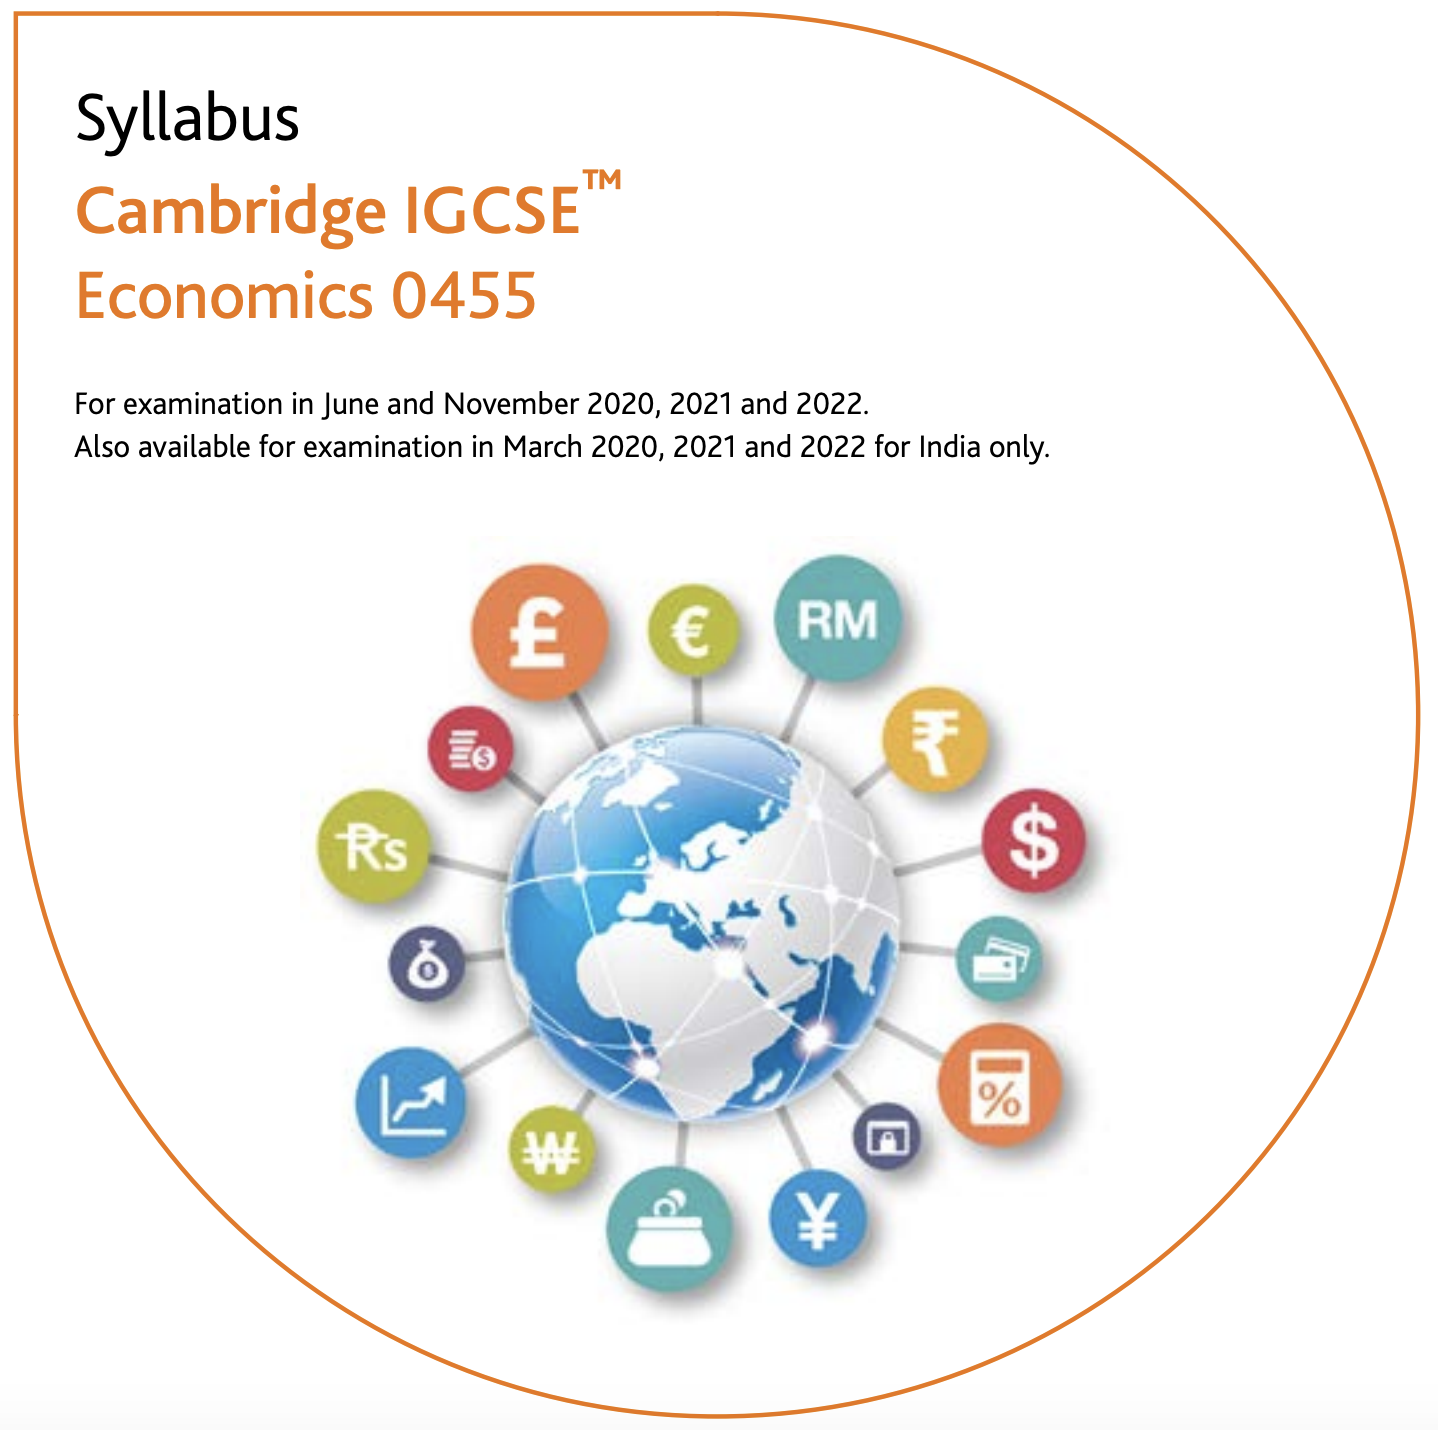 Syllabus
Cambridge IGCSE™
Economics 0455
For examination in June and November 2020, 2021 and 2022.
Also available for examination in March 2020, 2021 and 2022 for India only.
£
€
RM
₹
$
$
Rs
$
%
₩
¥